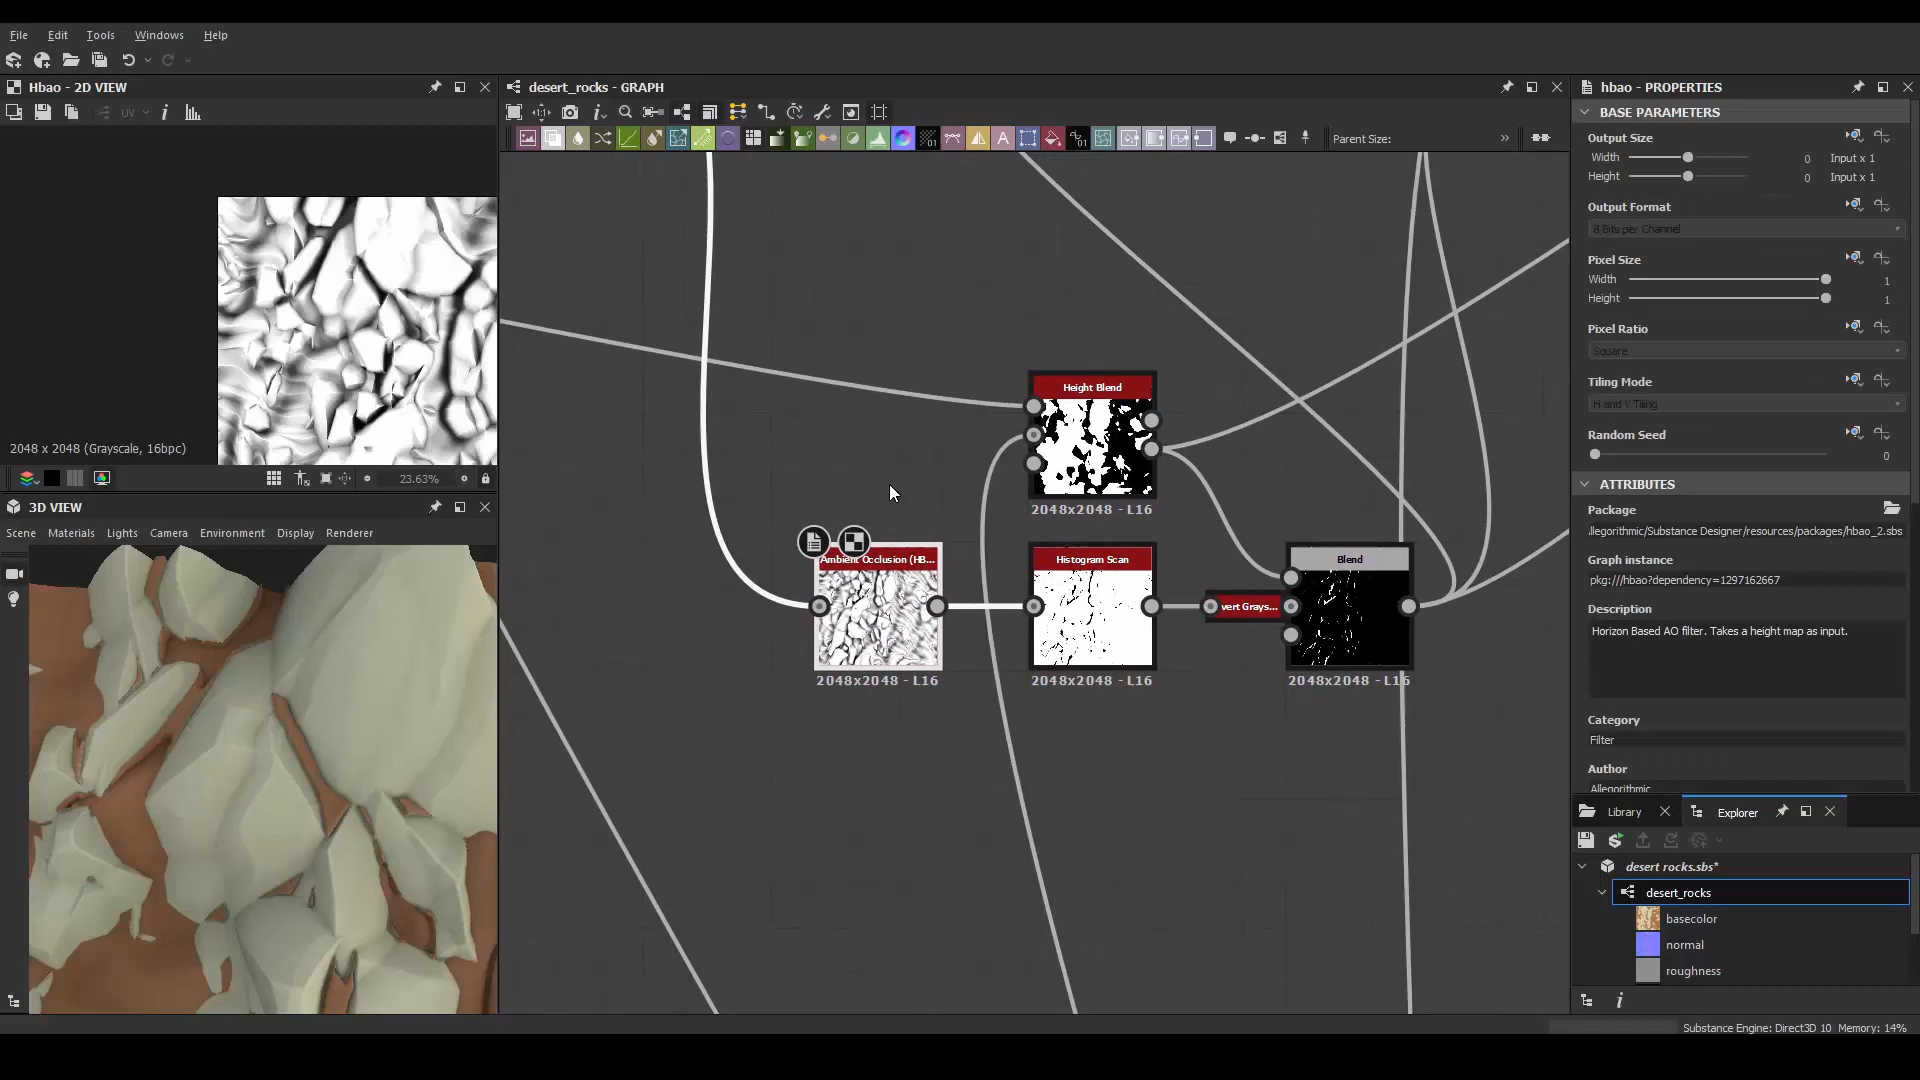 File Edit Tools Windows Help
Hbao - 2D VIEW
UV
2048 x 2048 (Grayscale, 16bpc)
23.63%
3D VIEW
Scene Materials Lights Camera Environment Display Renderer
desert_rocks - GRAPH
Parent Size:
Height Blend
2048x2048 - L16
Ambient Occlusion (HB...
2048x2048 - L16
Histogram Scan
2048x2048 - L16
vert Grays...
Blend
2048x2048 - L16
hbao - PROPERTIES
BASE PARAMETERS
Output Size
Width 0 Input x 1
Height 0 Input x 1
Output Format
8 Bits per Channel
Pixel Size
Width 1
Height 1
Pixel Ratio
Square
Tiling Mode
H and V Tiling
Random Seed
0
ATTRIBUTES
Package
.llegorithmic/Substance Designer/resources/packages/hbao_2.sbs
Graph instance
pkg:///hbao?dependency=1297162667
Description
Horizon Based AO filter. Takes a height map as input.
Category
Filter
Author
Allegorithmic
Library Explorer
desert rocks.sbs*
desert_rocks
basecolor
normal
roughness
Substance Engine: Direct3D 10 Memory: 14%